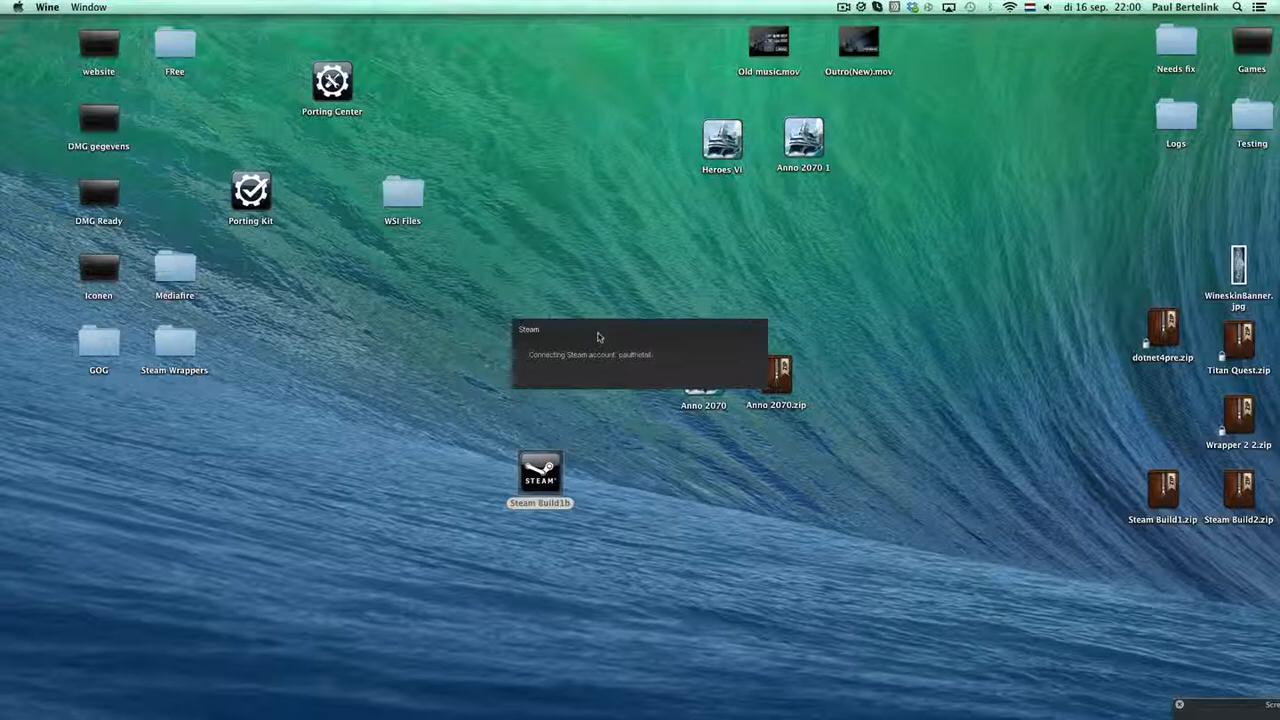 Wine Window di 16 sep. 22:00 Paul Bertelink
website
FRee
Porting Center
Old music.mov
Outro(New).mov
Needs fix
Games
DMG gegevens
Heroes VI
Anno 2070 1
Logs
Testing
DMG Ready
Porting Kit
WSI Files
Iconen
Mediafire
WineskinBanner.
jpg
Steam
Connecting Steam account:
dotnet4pre.zip
Titan Quest.zip
GOG
Steam Wrappers
Anno 2070
Anno 2070.zip
Wrapper 2 2.zip
STEAM
Steam Build1b
Steam Build1.zip
Steam Build2.zip